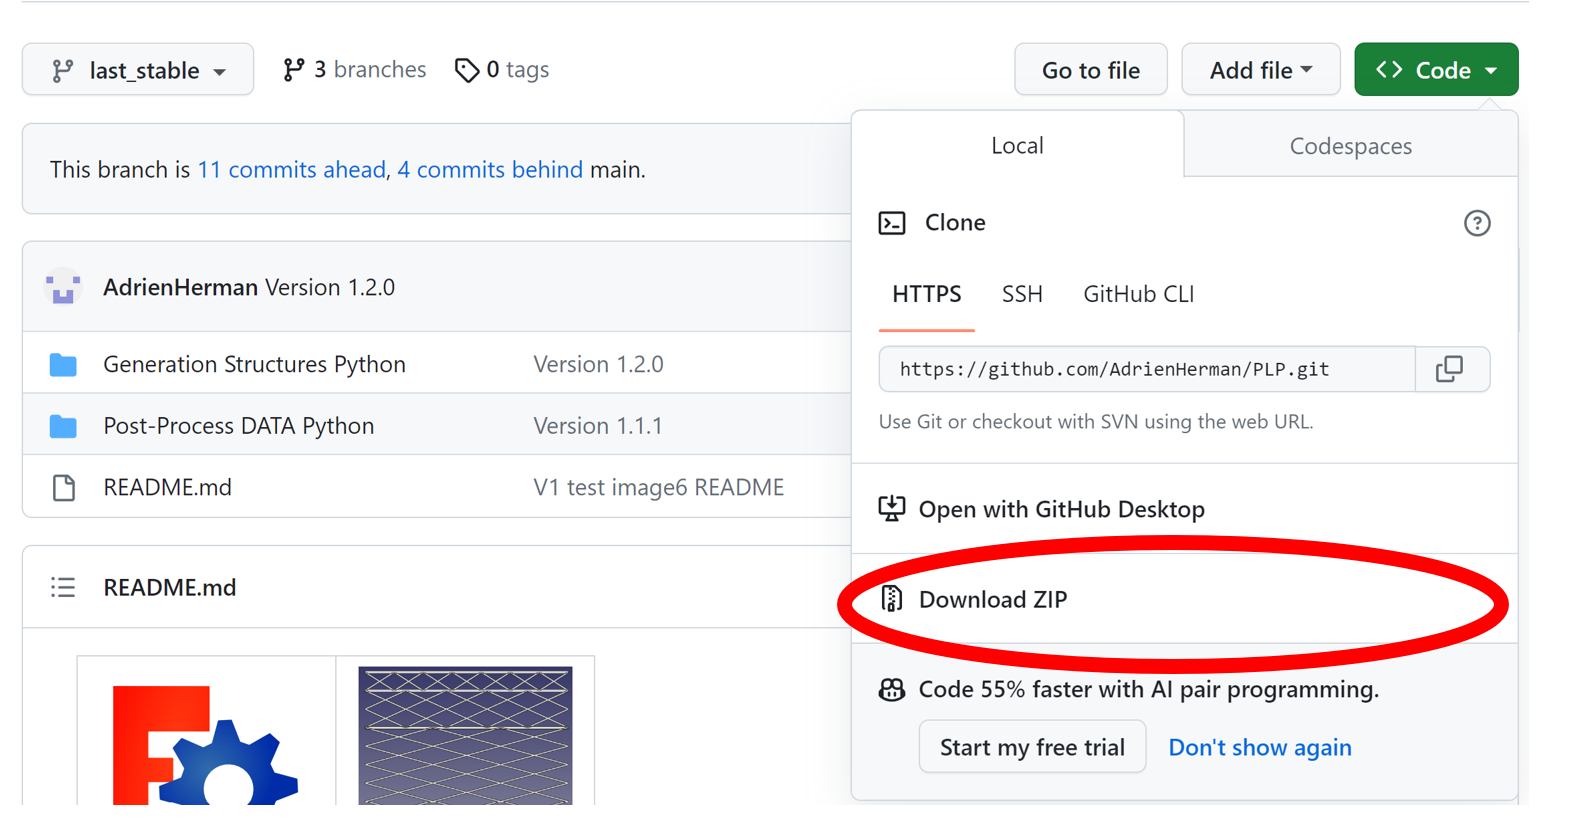 last_stable 3 branches 0 tags Go to file Add file Code
This branch is 11 commits ahead, 4 commits behind main.
AdrienHerman Version 1.2.0
Generation Structures Python Version 1.2.0
Post-Process DATA Python Version 1.1.1
README.md V1 test image6 README
README.md
Local Codespaces
Clone
HTTPS SSH GitHub CLI
https://github.com/AdrienHerman/PLP.git
Use Git or checkout with SVN using the web URL.
Open with GitHub Desktop
Download ZIP
Code 55% faster with AI pair programming.
Start my free trial Don't show again